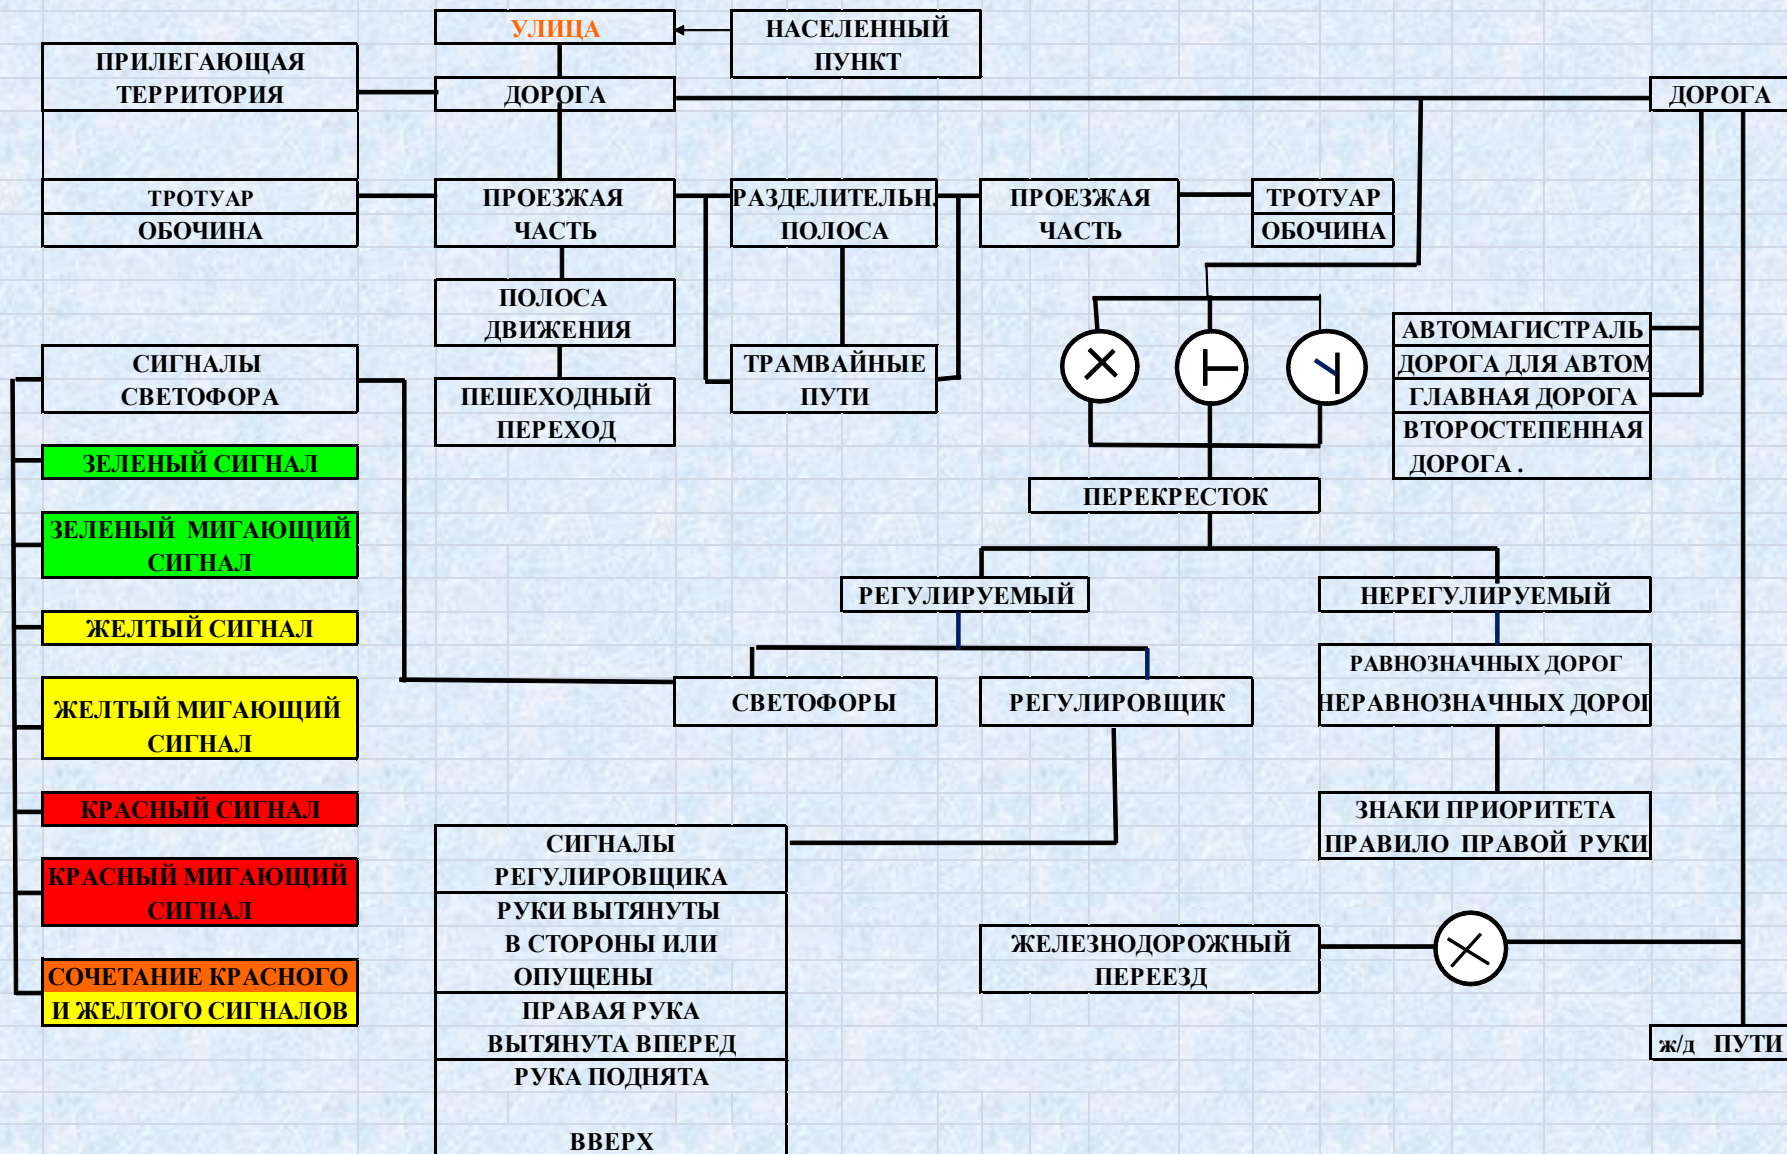 УЛИЦА
НАСЕЛЕННЫЙ
ПУНКТ
ПРИЛЕГАЮЩАЯ
ТЕРРИТОРИЯ
ДОРОГА
ДОРОГА
ТРОТУАР
ОБОЧИНА
ПРОЕЗЖАЯ
ЧАСТЬ
РАЗДЕЛИТЕЛЬН.
ПОЛОСА
ПРОЕЗЖАЯ
ЧАСТЬ
ТРОТУАР
ОБОЧИНА
ПОЛОСА
ДВИЖЕНИЯ
ПЕШЕХОДНЫЙ
ПЕРЕХОД
ТРАМВАЙНЫЕ
ПУТИ
АВТОМАГИСТРАЛЬ
ДОРОГА ДЛЯ АВТОМ
ГЛАВНАЯ ДОРОГА
ВТОРОСТЕПЕННАЯ
ДОРОГА .
СИГНАЛЫ
СВЕТОФОРА
ЗЕЛЕНЫЙ СИГНАЛ
ЗЕЛЕНЫЙ МИГАЮЩИЙ
СИГНАЛ
ЖЕЛТЫЙ СИГНАЛ
ЖЕЛТЫЙ МИГАЮЩИЙ
СИГНАЛ
КРАСНЫЙ СИГНАЛ
КРАСНЫЙ МИГАЮЩИЙ
СИГНАЛ
СОЧЕТАНИЕ КРАСНОГО
И ЖЕЛТОГО СИГНАЛОВ
ПЕРЕКРЕСТОК
РЕГУЛИРУЕМЫЙ
НЕРЕГУЛИРУЕМЫЙ
СВЕТОФОРЫ
РЕГУЛИРОВЩИК
РАВНОЗНАЧНЫХ ДОРОГ
НЕРАВНОЗНАЧНЫХ ДОРОГ
ЗНАКИ ПРИОРИТЕТА
ПРАВИЛО ПРАВОЙ РУКИ
СИГНАЛЫ
РЕГУЛИРОВЩИКА
РУКИ ВЫТЯНУТЫ
В СТОРОНЫ ИЛИ
ОПУЩЕНЫ
ПРАВАЯ РУКА
ВЫТЯНУТА ВПЕРЕД
РУКА ПОДНЯТА
ВВЕРХ
ЖЕЛЕЗНОДОРОЖНЫЙ
ПЕРЕЕЗД
ж/д ПУТИ